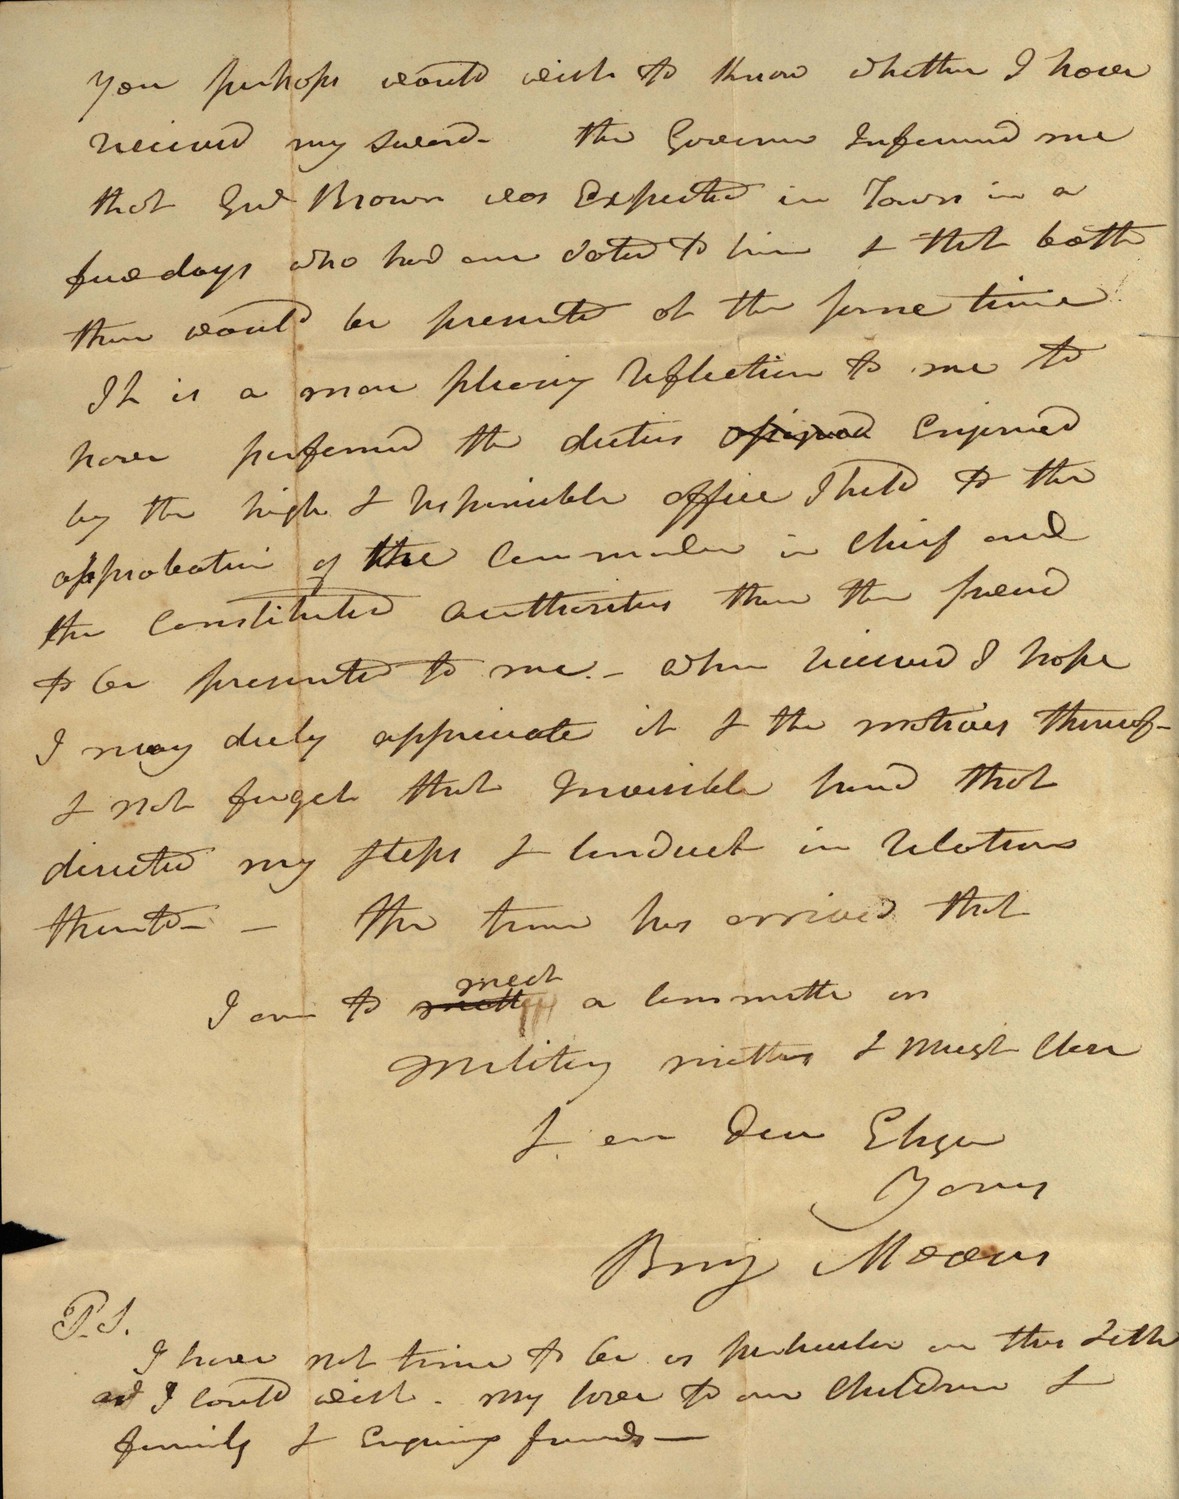 You perhaps would wish to know whether I have
received my sword - the Governor Informed me
that Genl Brown was Expected in Town in a
few days who had one voted to him & that both
then would be presented at the same time
It is a more pleasing reflection to me to
have performed the duties assigned Enjoined
by the high & responsible office I held to the
approbation of the Commander in Chief and
the Constituted authorities than the sword
to be presented to me. - when received I hope
I may duly appreciate it & the motives thereof -
& not forget that Invisible hand that
directed my steps & conduct in relations
thereto - - the time has arrived that
meet
I am to meet a committee on
Military matters & must close
I am Dear Eliza
Yours
Benj Mooers
P.S.
I have not time to be as particular in this Letter
as I could wish - my love to our Children &
family & Enquiring friends -